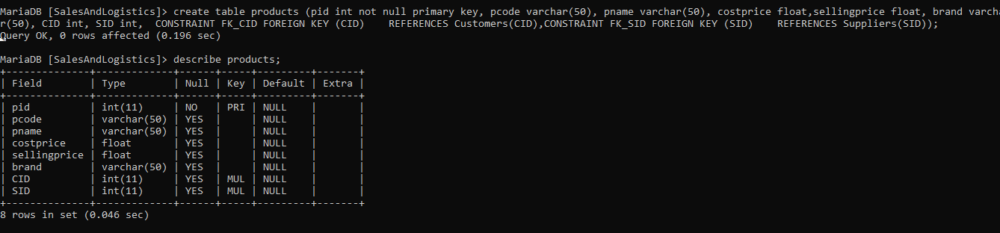 MariaDB [SalesAndLogistics]> create table products (pid int not null primary key, pcode varchar(50), pname varchar(50), costprice float,sellingprice float, brand varcha
r(50), CID int, SID int,  CONSTRAINT FK_CID FOREIGN KEY (CID)    REFERENCES Customers(CID),CONSTRAINT FK_SID FOREIGN KEY (SID)    REFERENCES Suppliers(SID));
Query OK, 0 rows affected (0.196 sec)
MariaDB [SalesAndLogistics]> describe products;
+--------------+-------------+------+-----+---------+-------+
| Field        | Type        | Null | Key | Default | Extra |
+--------------+-------------+------+-----+---------+-------+
| pid          | int(11)     | NO   | PRI | NULL    |       |
| pcode        | varchar(50) | YES  |     | NULL    |       |
| pname        | varchar(50) | YES  |     | NULL    |       |
| costprice    | float       | YES  |     | NULL    |       |
| sellingprice | float       | YES  |     | NULL    |       |
| brand        | varchar(50) | YES  |     | NULL    |       |
| CID          | int(11)     | YES  | MUL | NULL    |       |
| SID          | int(11)     | YES  | MUL | NULL    |       |
+--------------+-------------+------+-----+---------+-------+
8 rows in set (0.046 sec)